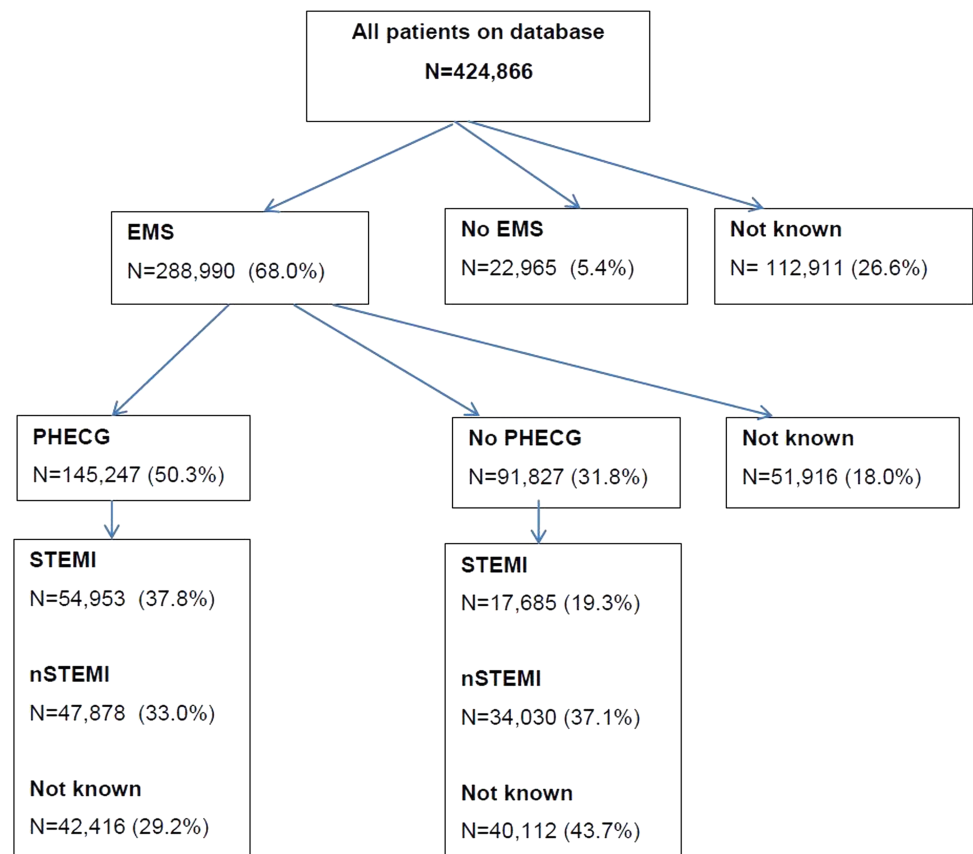 All patients on database
N=424,866
EMS
N=288,990 (68.0%)
No EMS
N=22,965 (5.4%)
Not known
N= 112,911 (26.6%)
PHECG
N=145,247 (50.3%)
No PHECG
N=91,827 (31.8%)
Not known
N=51,916 (18.0%)
STEMI
N=54,953 (37.8%)
nSTEMI
N=47,878 (33.0%)
Not known
N=42,416 (29.2%)
STEMI
N=17,685 (19.3%)
nSTEMI
N=34,030 (37.1%)
Not known
N=40,112 (43.7%)